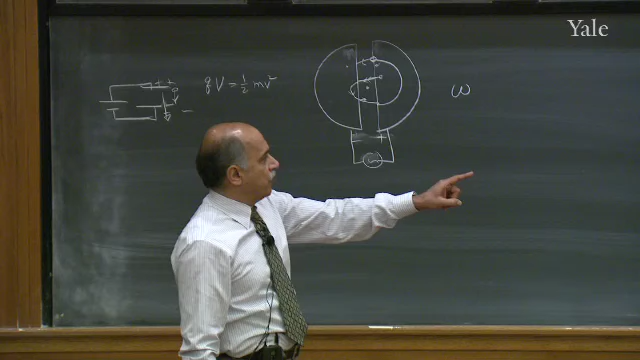 Yale
+ +
q
V
qV = ½ mv²
−
− +
ω